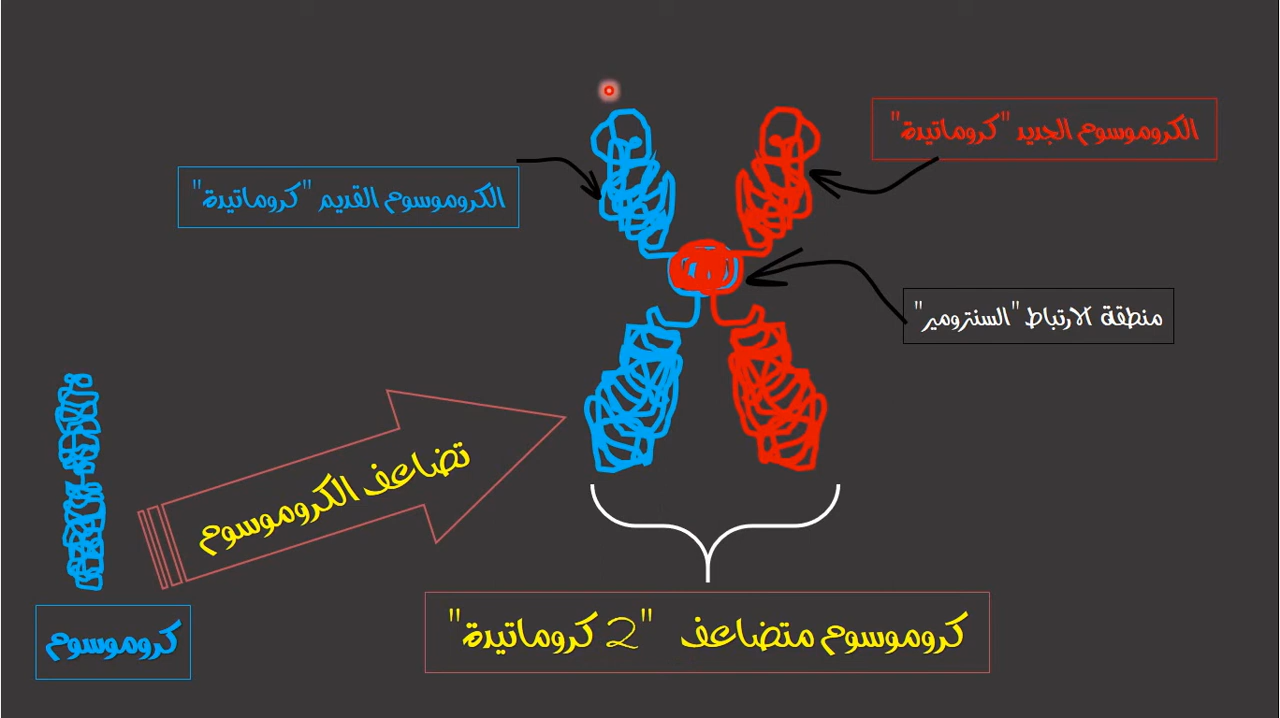 الكروموسوم الجديد "كروماتيدة"
الكروموسوم القديم "كروماتيدة"
منطقة الارتباط "السنترومير"
تضاعف الكروموسوم
كروموسوم
كروموسوم متضاعف "2 كروماتيدة"